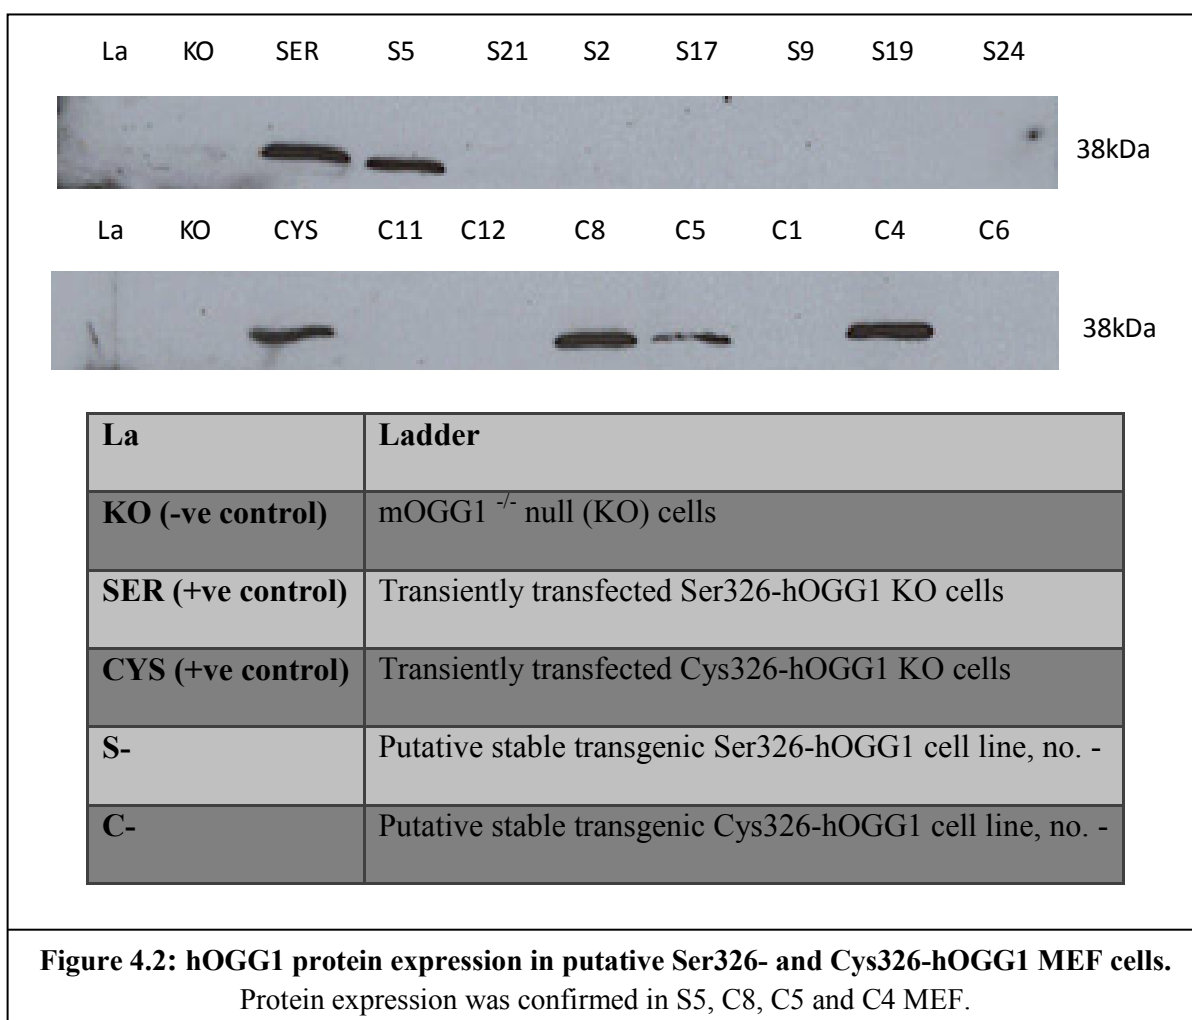 La KO SER S5 S21 S2 S17 S9 S19 S24
38kDa
La KO CYS C11 C12 C8 C5 C1 C4 C6
38kDa
La Ladder
KO (-ve control) mOGG1 -/- null (KO) cells
SER (+ve control) Transiently transfected Ser326-hOGG1 KO cells
CYS (+ve control) Transiently transfected Cys326-hOGG1 KO cells
S- Putative stable transgenic Ser326-hOGG1 cell line, no. -
C- Putative stable transgenic Cys326-hOGG1 cell line, no. -
Figure 4.2: hOGG1 protein expression in putative Ser326- and Cys326-hOGG1 MEF cells.
Protein expression was confirmed in S5, C8, C5 and C4 MEF.